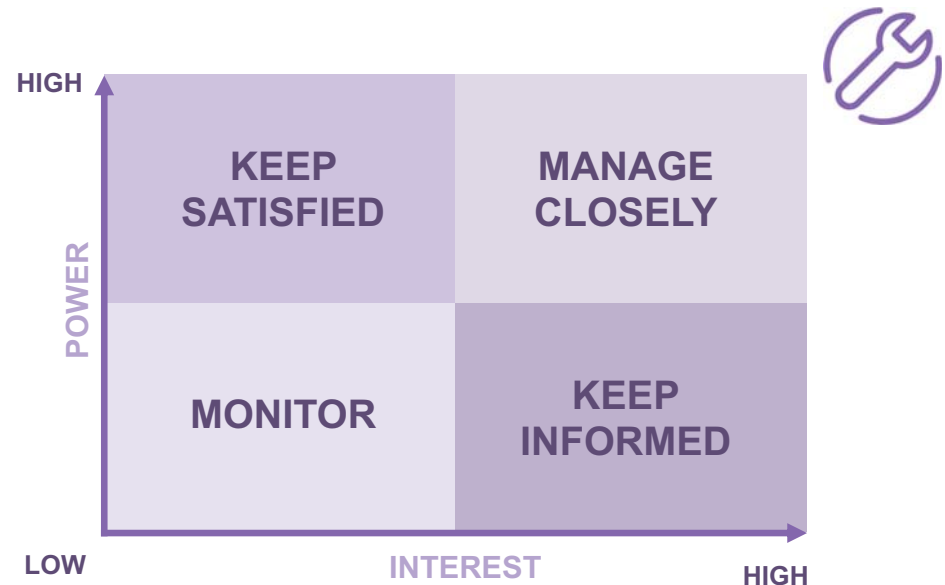 HIGH
KEEP
SATISFIED
MANAGE
CLOSELY
POWER
MONITOR
KEEP
INFORMED
LOW
INTEREST
HIGH